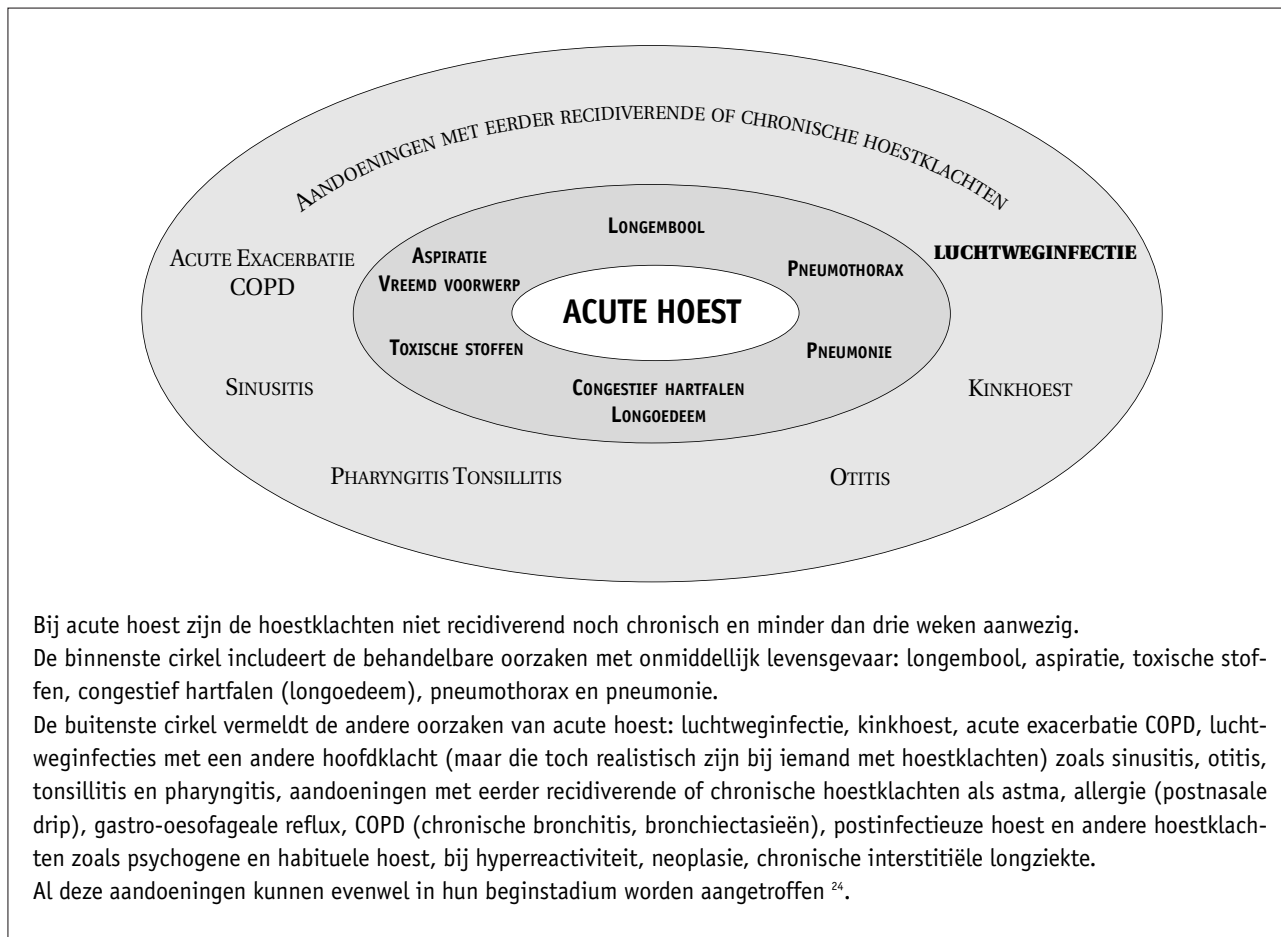 AANDOENINGEN MET EERDER RECIDIVERENDE OF CHRONISCHE HOESTKLACHTEN
LONGEMBOOL
ACUTE EXACERBATIE
COPD
ASPIRATIE
VREEMD VOORWERP
PNEUMOTHORAX
LUCHTWEGINFECTIE
ACUTE HOEST
TOXISCHE STOFFEN
PNEUMONIE
SINUSITIS
CONGESTIEF HARTFALEN
LONGOEDEEM
KINKHOEST
PHARYNGITIS TONSILLITIS
OTITIS
Bij acute hoest zijn de hoestklachten niet recidiverend noch chronisch en minder dan drie weken aanwezig.
De binnenste cirkel includeert de behandelbare oorzaken met onmiddellijk levensgevaar: longembool, aspiratie, toxische stof-
fen, congestief hartfalen (longoedeem), pneumothorax en pneumonie.
De buitenste cirkel vermeldt de andere oorzaken van acute hoest: luchtweginfectie, kinkhoest, acute exacerbatie COPD, lucht-
weginfecties met een andere hoofdklacht (maar die toch realistisch zijn bij iemand met hoestklachten) zoals sinusitis, otitis,
tonsillitis en pharyngitis, aandoeningen met eerder recidiverende of chronische hoestklachten als astma, allergie (postnasale
drip), gastro-oesofageale reflux, COPD (chronische bronchitis, bronchiectasieën), postinfectieuze hoest en andere hoestklach-
ten zoals psychogene en habituele hoest, bij hyperreactiviteit, neoplasie, chronische interstitiële longziekte.
Al deze aandoeningen kunnen evenwel in hun beginstadium worden aangetroffen 24.